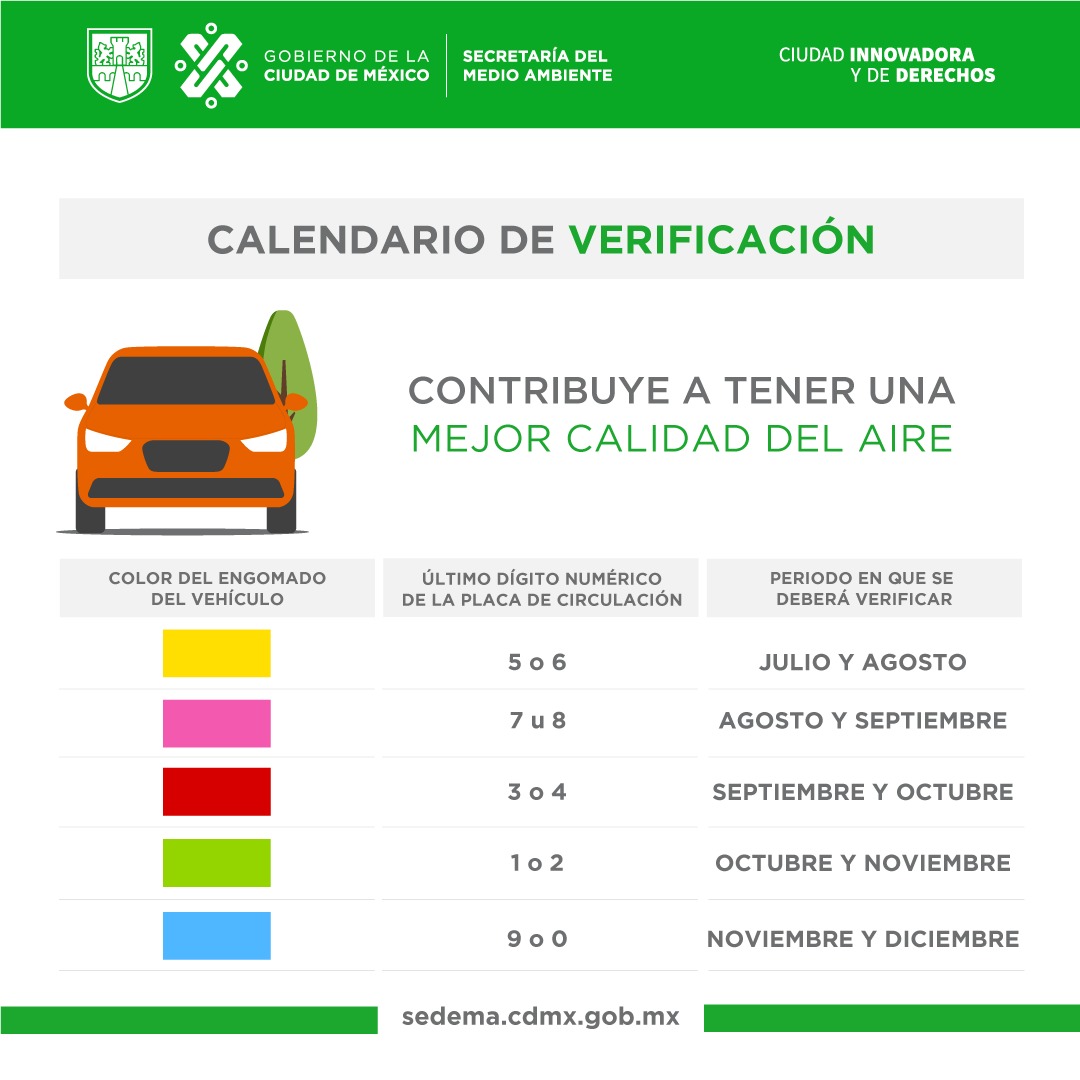 GOBIERNO DE LA
CIUDAD DE MÉXICO
SECRETARÍA DEL
MEDIO AMBIENTE
CIUDAD INNOVADORA
Y DE DERECHOS
CALENDARIO DE VERIFICACIÓN
CONTRIBUYE A TENER UNA
MEJOR CALIDAD DEL AIRE
COLOR DEL ENGOMADO
DEL VEHÍCULO
ÚLTIMO DÍGITO NUMÉRICO
DE LA PLACA DE CIRCULACIÓN
PERIODO EN QUE SE
DEBERÁ VERIFICAR
5 o 6
JULIO Y AGOSTO
7 u 8
AGOSTO Y SEPTIEMBRE
3 o 4
SEPTIEMBRE Y OCTUBRE
1 o 2
OCTUBRE Y NOVIEMBRE
9 o 0
NOVIEMBRE Y DICIEMBRE
sedema.cdmx.gob.mx